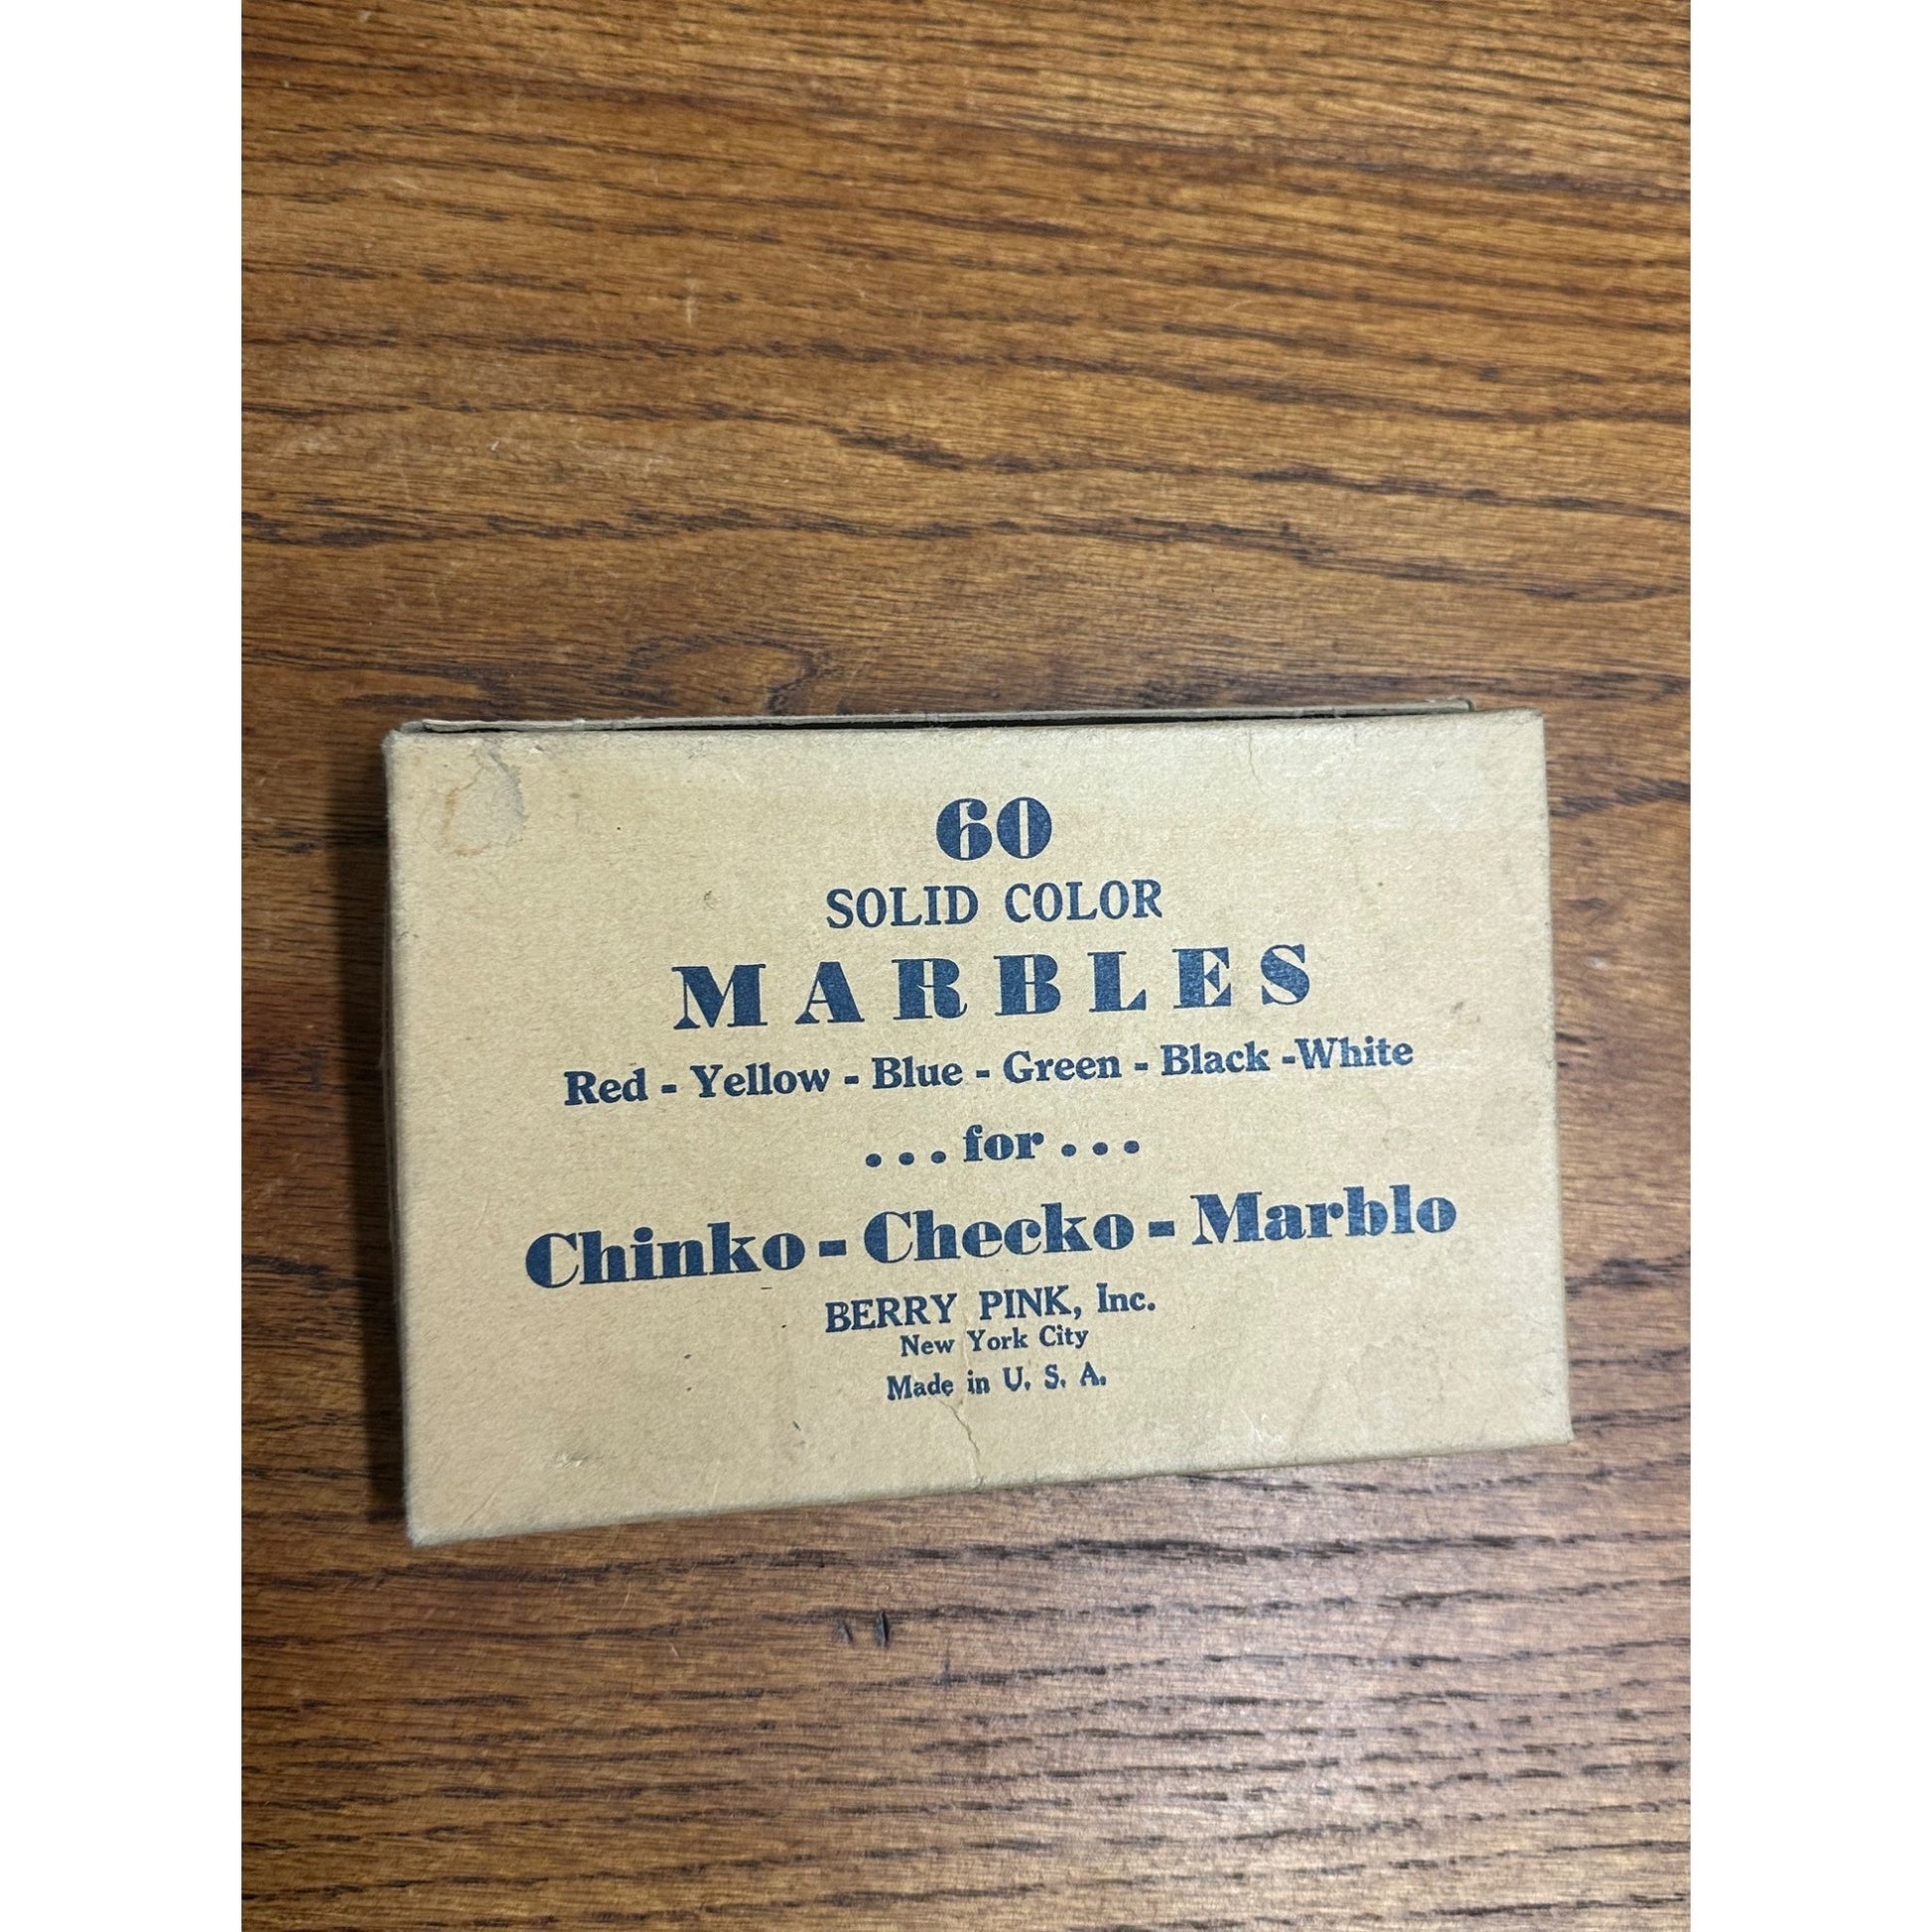 60
SOLID COLOR
MARBLES
Red - Yellow - Blue - Green - Black -White
. . . for . . .
Chinko - Checko - Marblo
BERRY PINK, Inc.
New York City
Made in U. S. A.